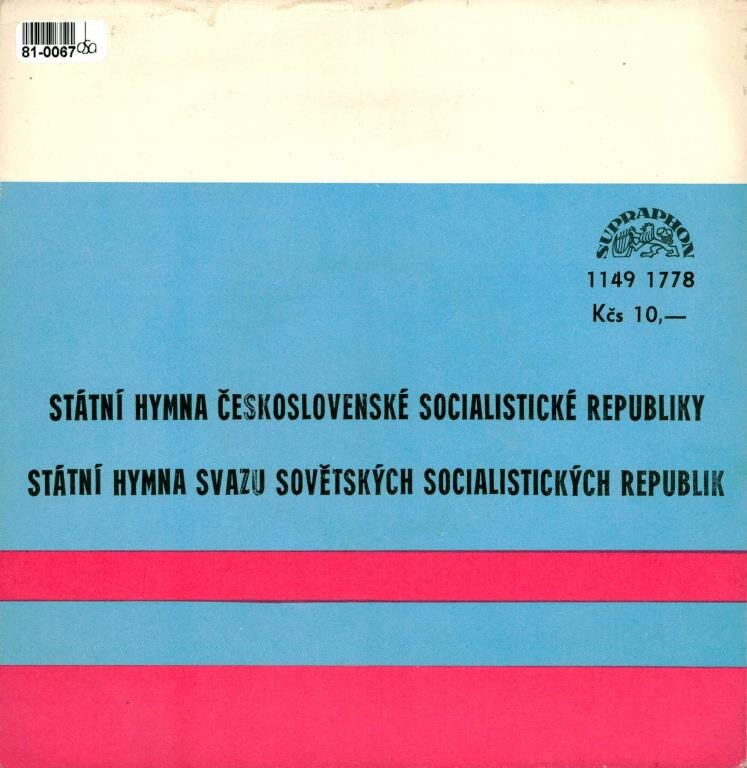 81-0067
SUPRAPHON
1149 1778
Kčs 10,—
STÁTNÍ HYMNA ČESKOSLOVENSKÉ SOCIALISTICKÉ REPUBLIKY
STÁTNÍ HYMNA SVAZU SOVĚTSKÝCH SOCIALISTICKÝCH REPUBLIK